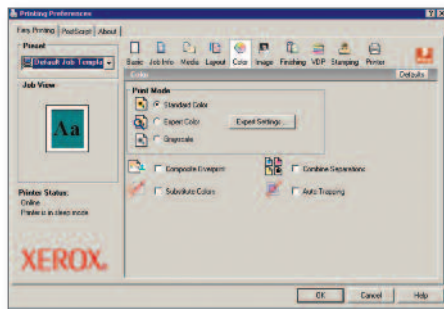 Printing Preferences
Easy Printing PostScript About
Preset
Default Job Templa
Basic Job Info Media Layout Color Image Finishing VDP Stamping Printer
Color Defaults
Job View
Aa
Print Mode
Standard Color
Expert Color Expert Settings...
Grayscale
Composite Overprint Combine Separations
Substitute Colors Auto Trapping
Printer Status:
Online
Printer is in sleep mode
XEROX.
OK Cancel Help